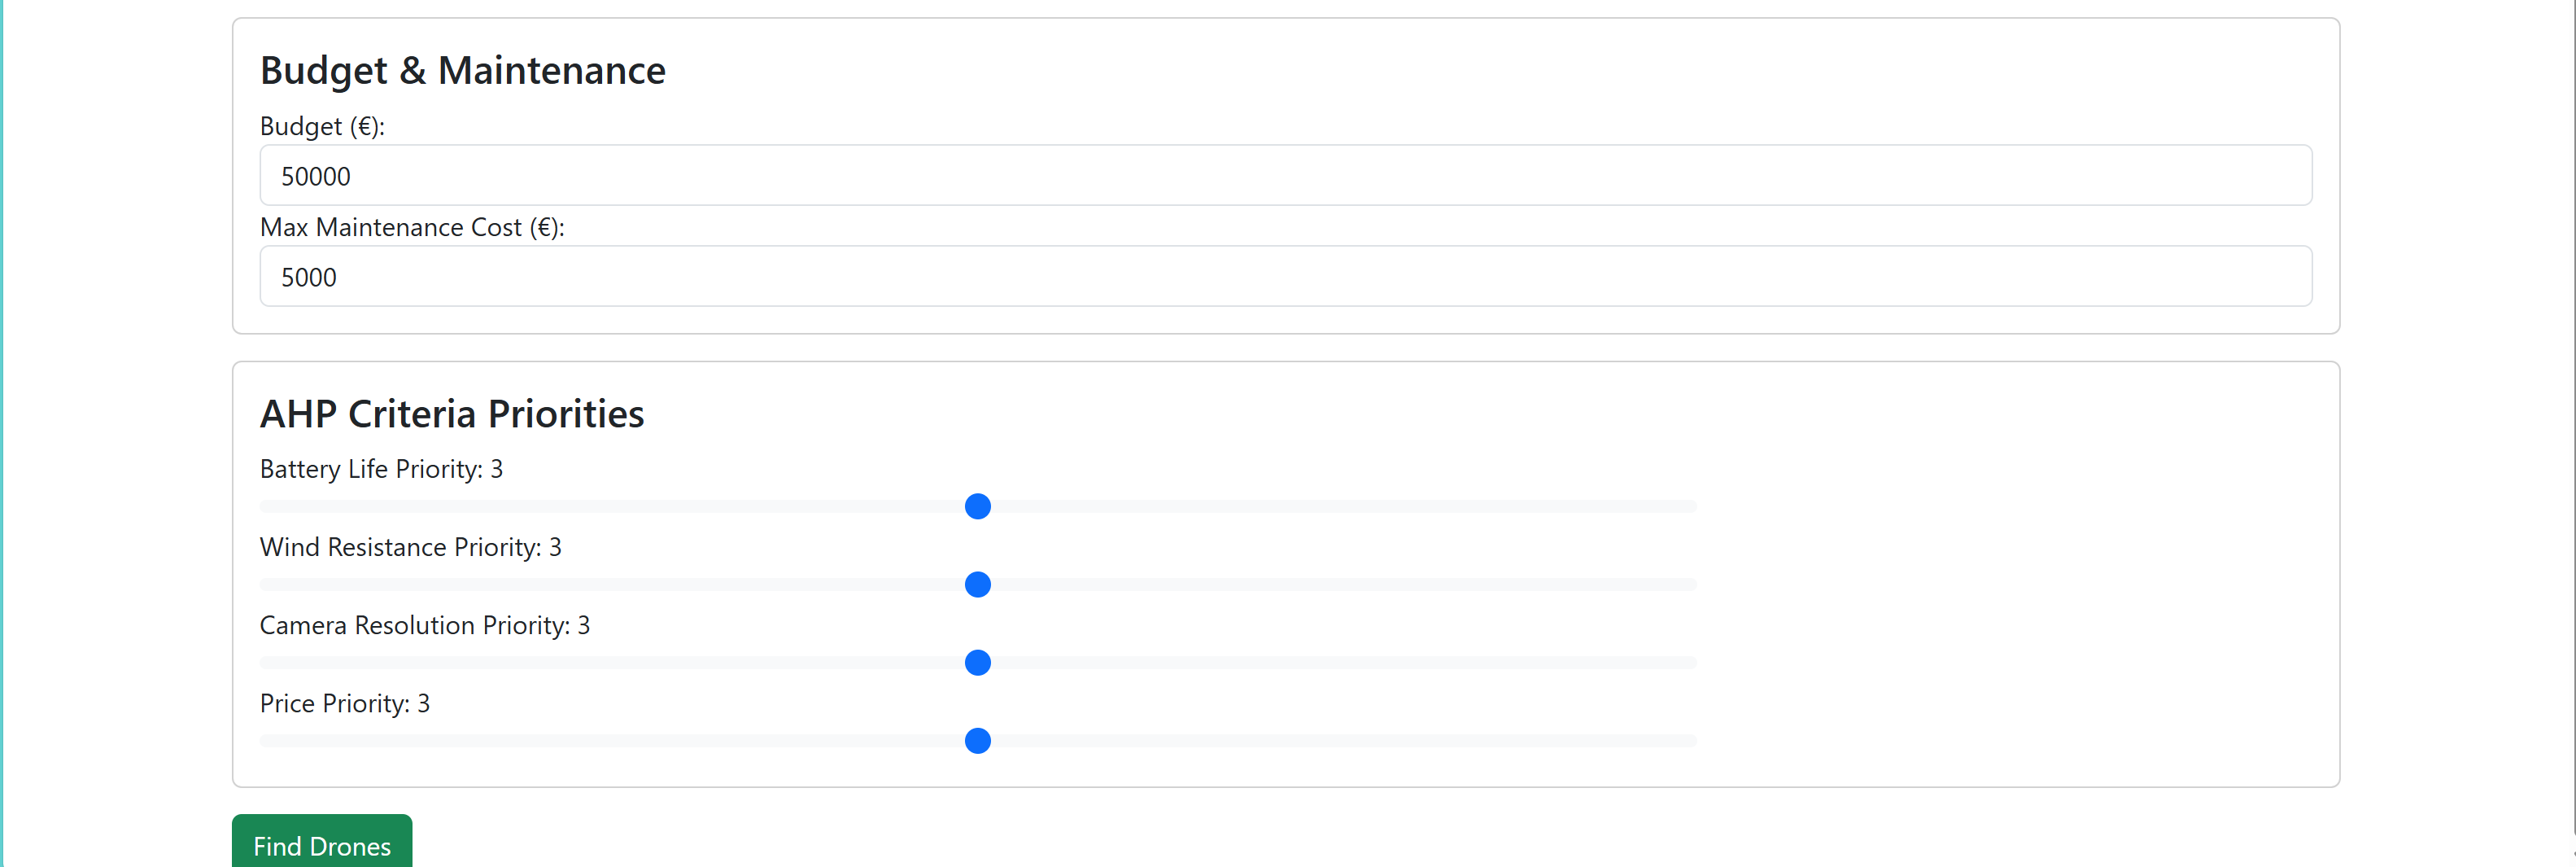 Budget & Maintenance
Budget (€):
50000
Max Maintenance Cost (€):
5000
AHP Criteria Priorities
Battery Life Priority: 3
Wind Resistance Priority: 3
Camera Resolution Priority: 3
Price Priority: 3
Find Drones